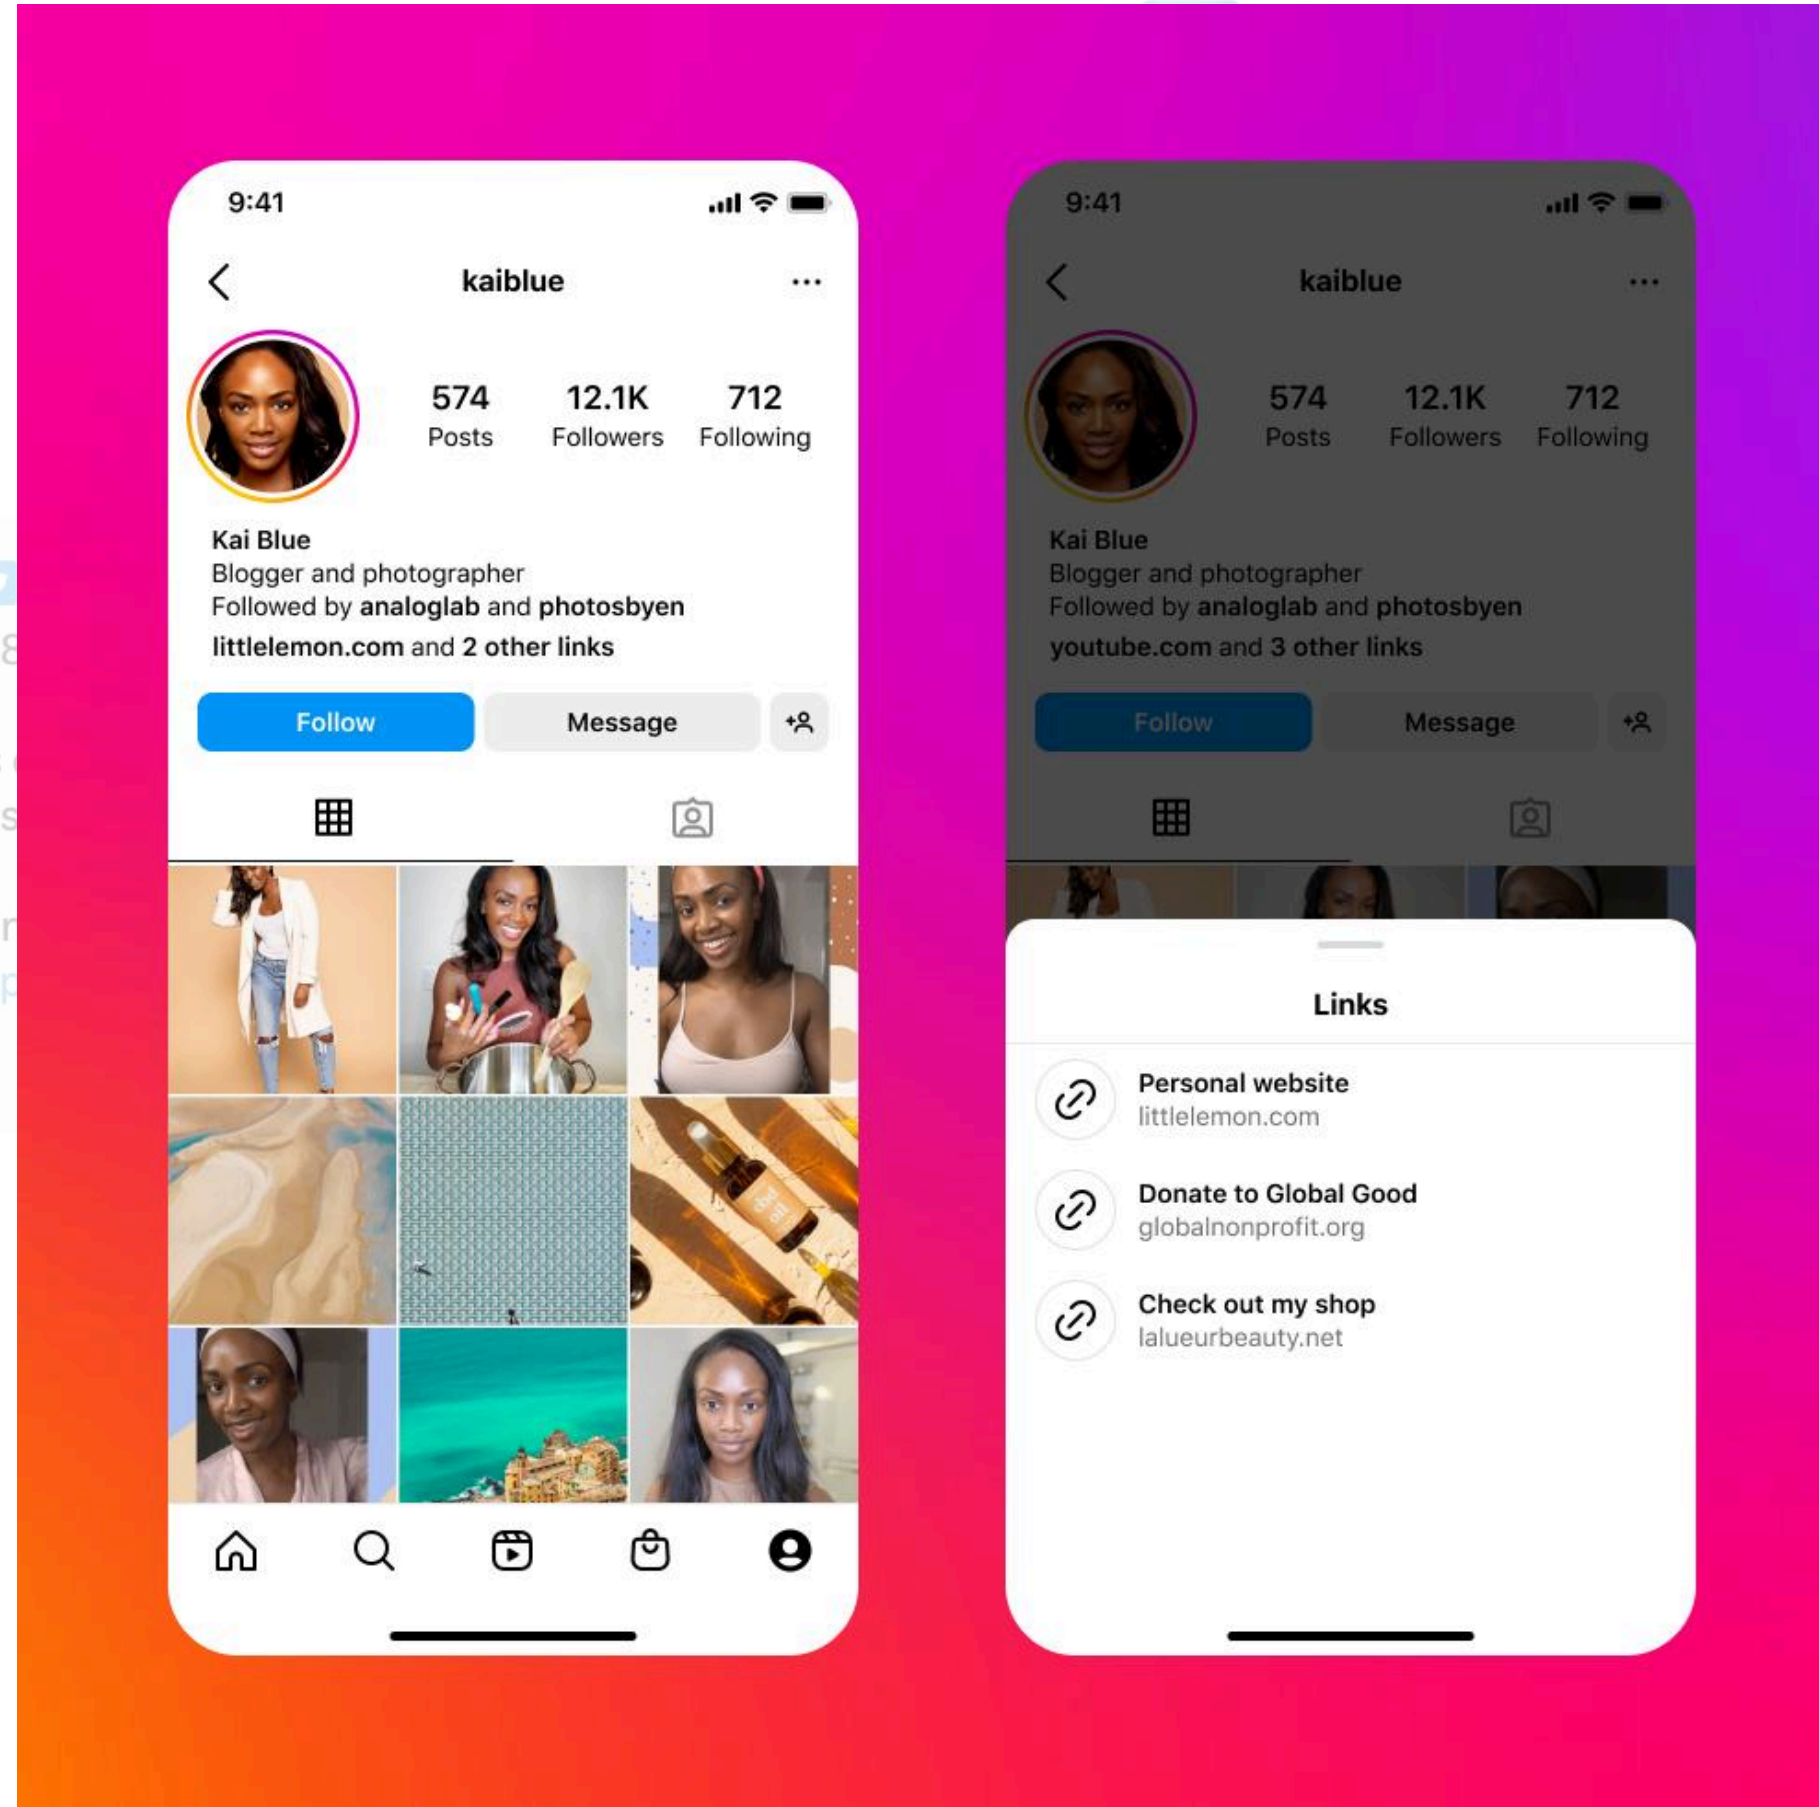 9:41
kaiblue
574 12.1K 712
Posts Followers Following
Kai Blue
Blogger and photographer
Followed by analoglab and photosbyen
littlelemon.com and 2 other links
Follow Message
cbd
oil
9:41
kaiblue
574 12.1K 712
Posts Followers Following
Kai Blue
Blogger and photographer
Followed by analoglab and photosbyen
youtube.com and 3 other links
Follow Message
Links
Personal website
littlelemon.com
Donate to Global Good
globalnonprofit.org
Check out my shop
lalueurbeauty.net